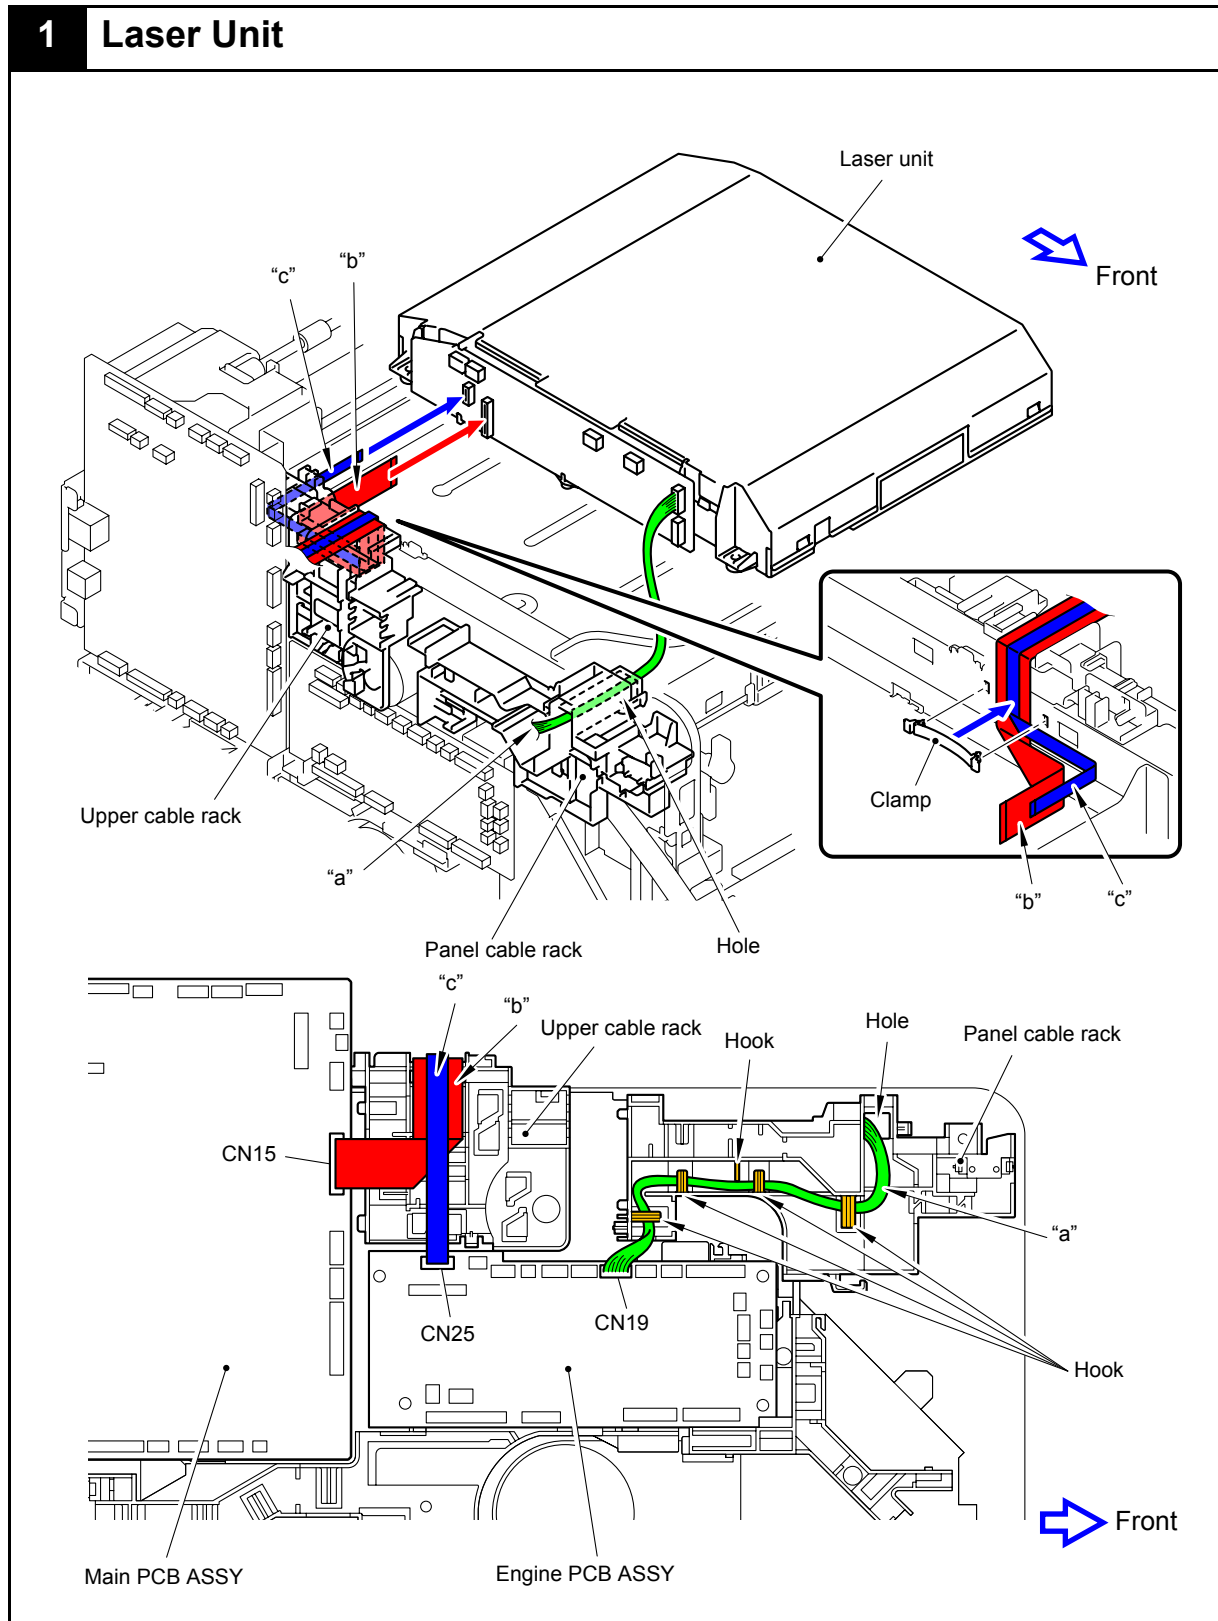 1 Laser Unit
Laser unit
Front
“c”
“b”
Upper cable rack
“a”
Panel cable rack
Hole
Clamp
“b”
“c”
“c”
“b”
Upper cable rack
Hook
Hole
Panel cable rack
CN15
CN25
CN19
“a”
Hook
Front
Main PCB ASSY
Engine PCB ASSY